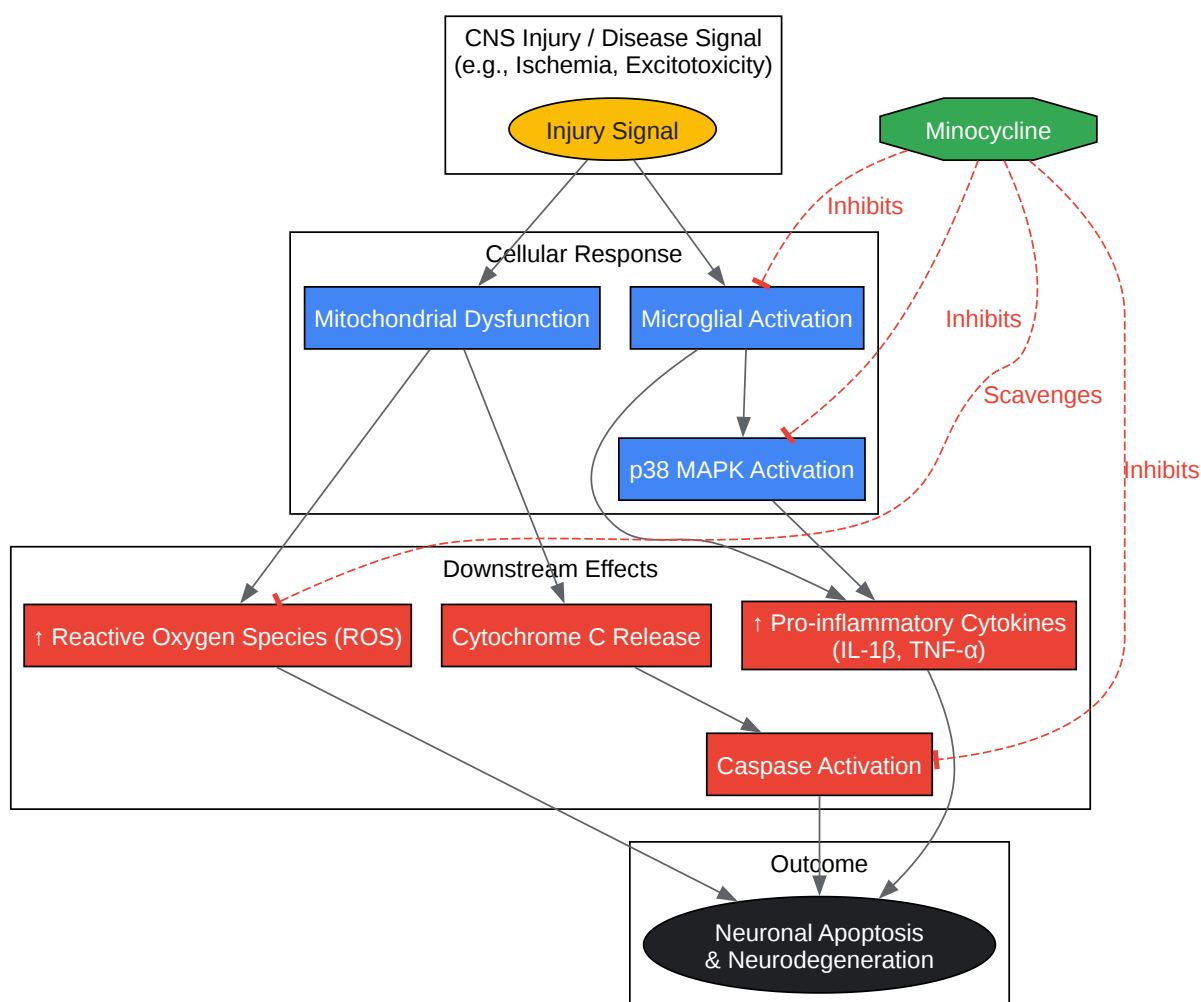 CNS Injury / Disease Signal
(e.g., Ischemia, Excitotoxicity)
Injury Signal
Minocycline
Inhibits
Cellular Response
Mitochondrial Dysfunction
Microglial Activation
Inhibits
Scavenges
p38 MAPK Activation
Inhibits
Downstream Effects
↑ Reactive Oxygen Species (ROS)
Cytochrome C Release
↑ Pro-inflammatory Cytokines
(IL-1β, TNF-α)
Caspase Activation
Outcome
Neuronal Apoptosis
& Neurodegeneration